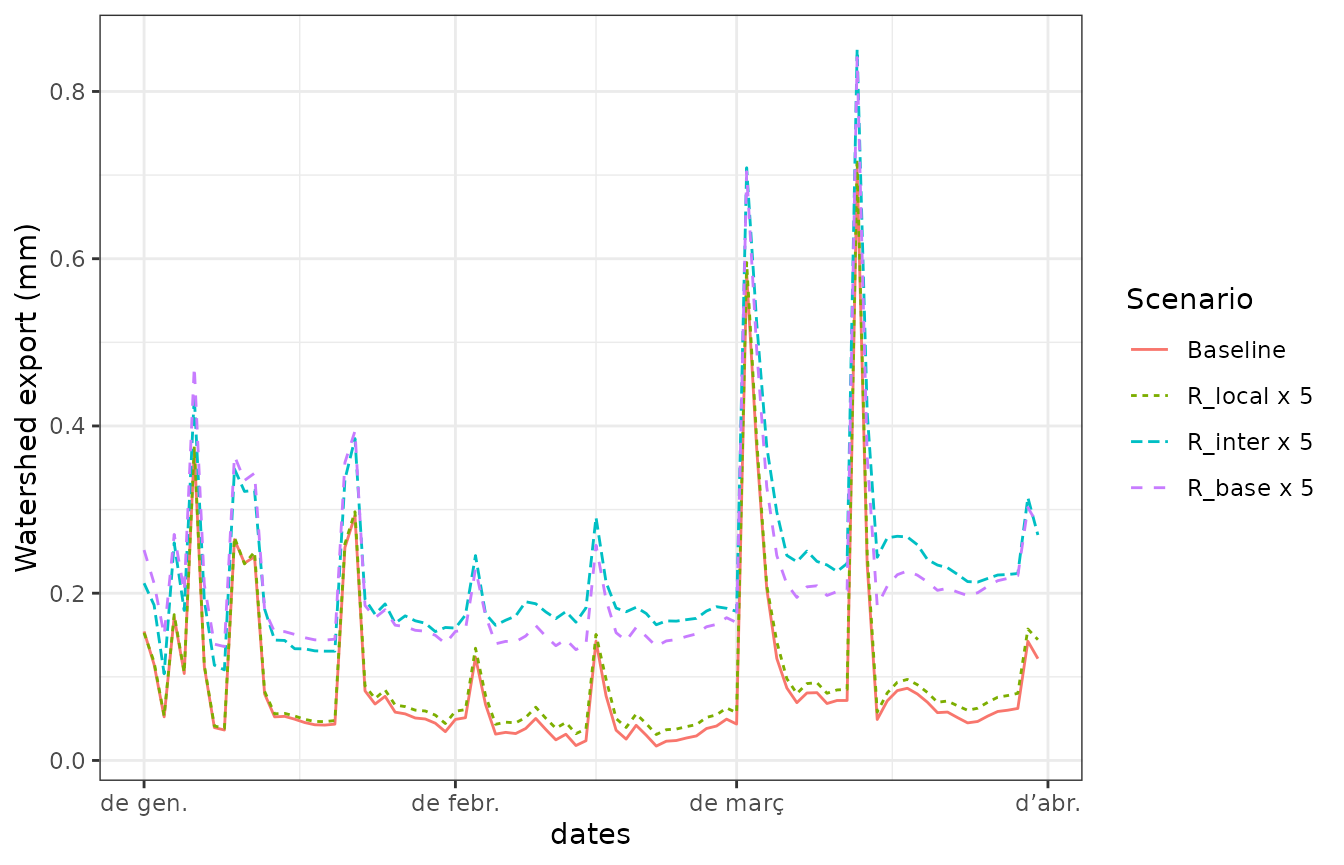 Watershed export (mm)
0.8
0.6
0.4
0.2
0.0
de gen.
de febr.
de març
d’abr.
dates
Scenario
Baseline
R_local x 5
R_inter x 5
R_base x 5